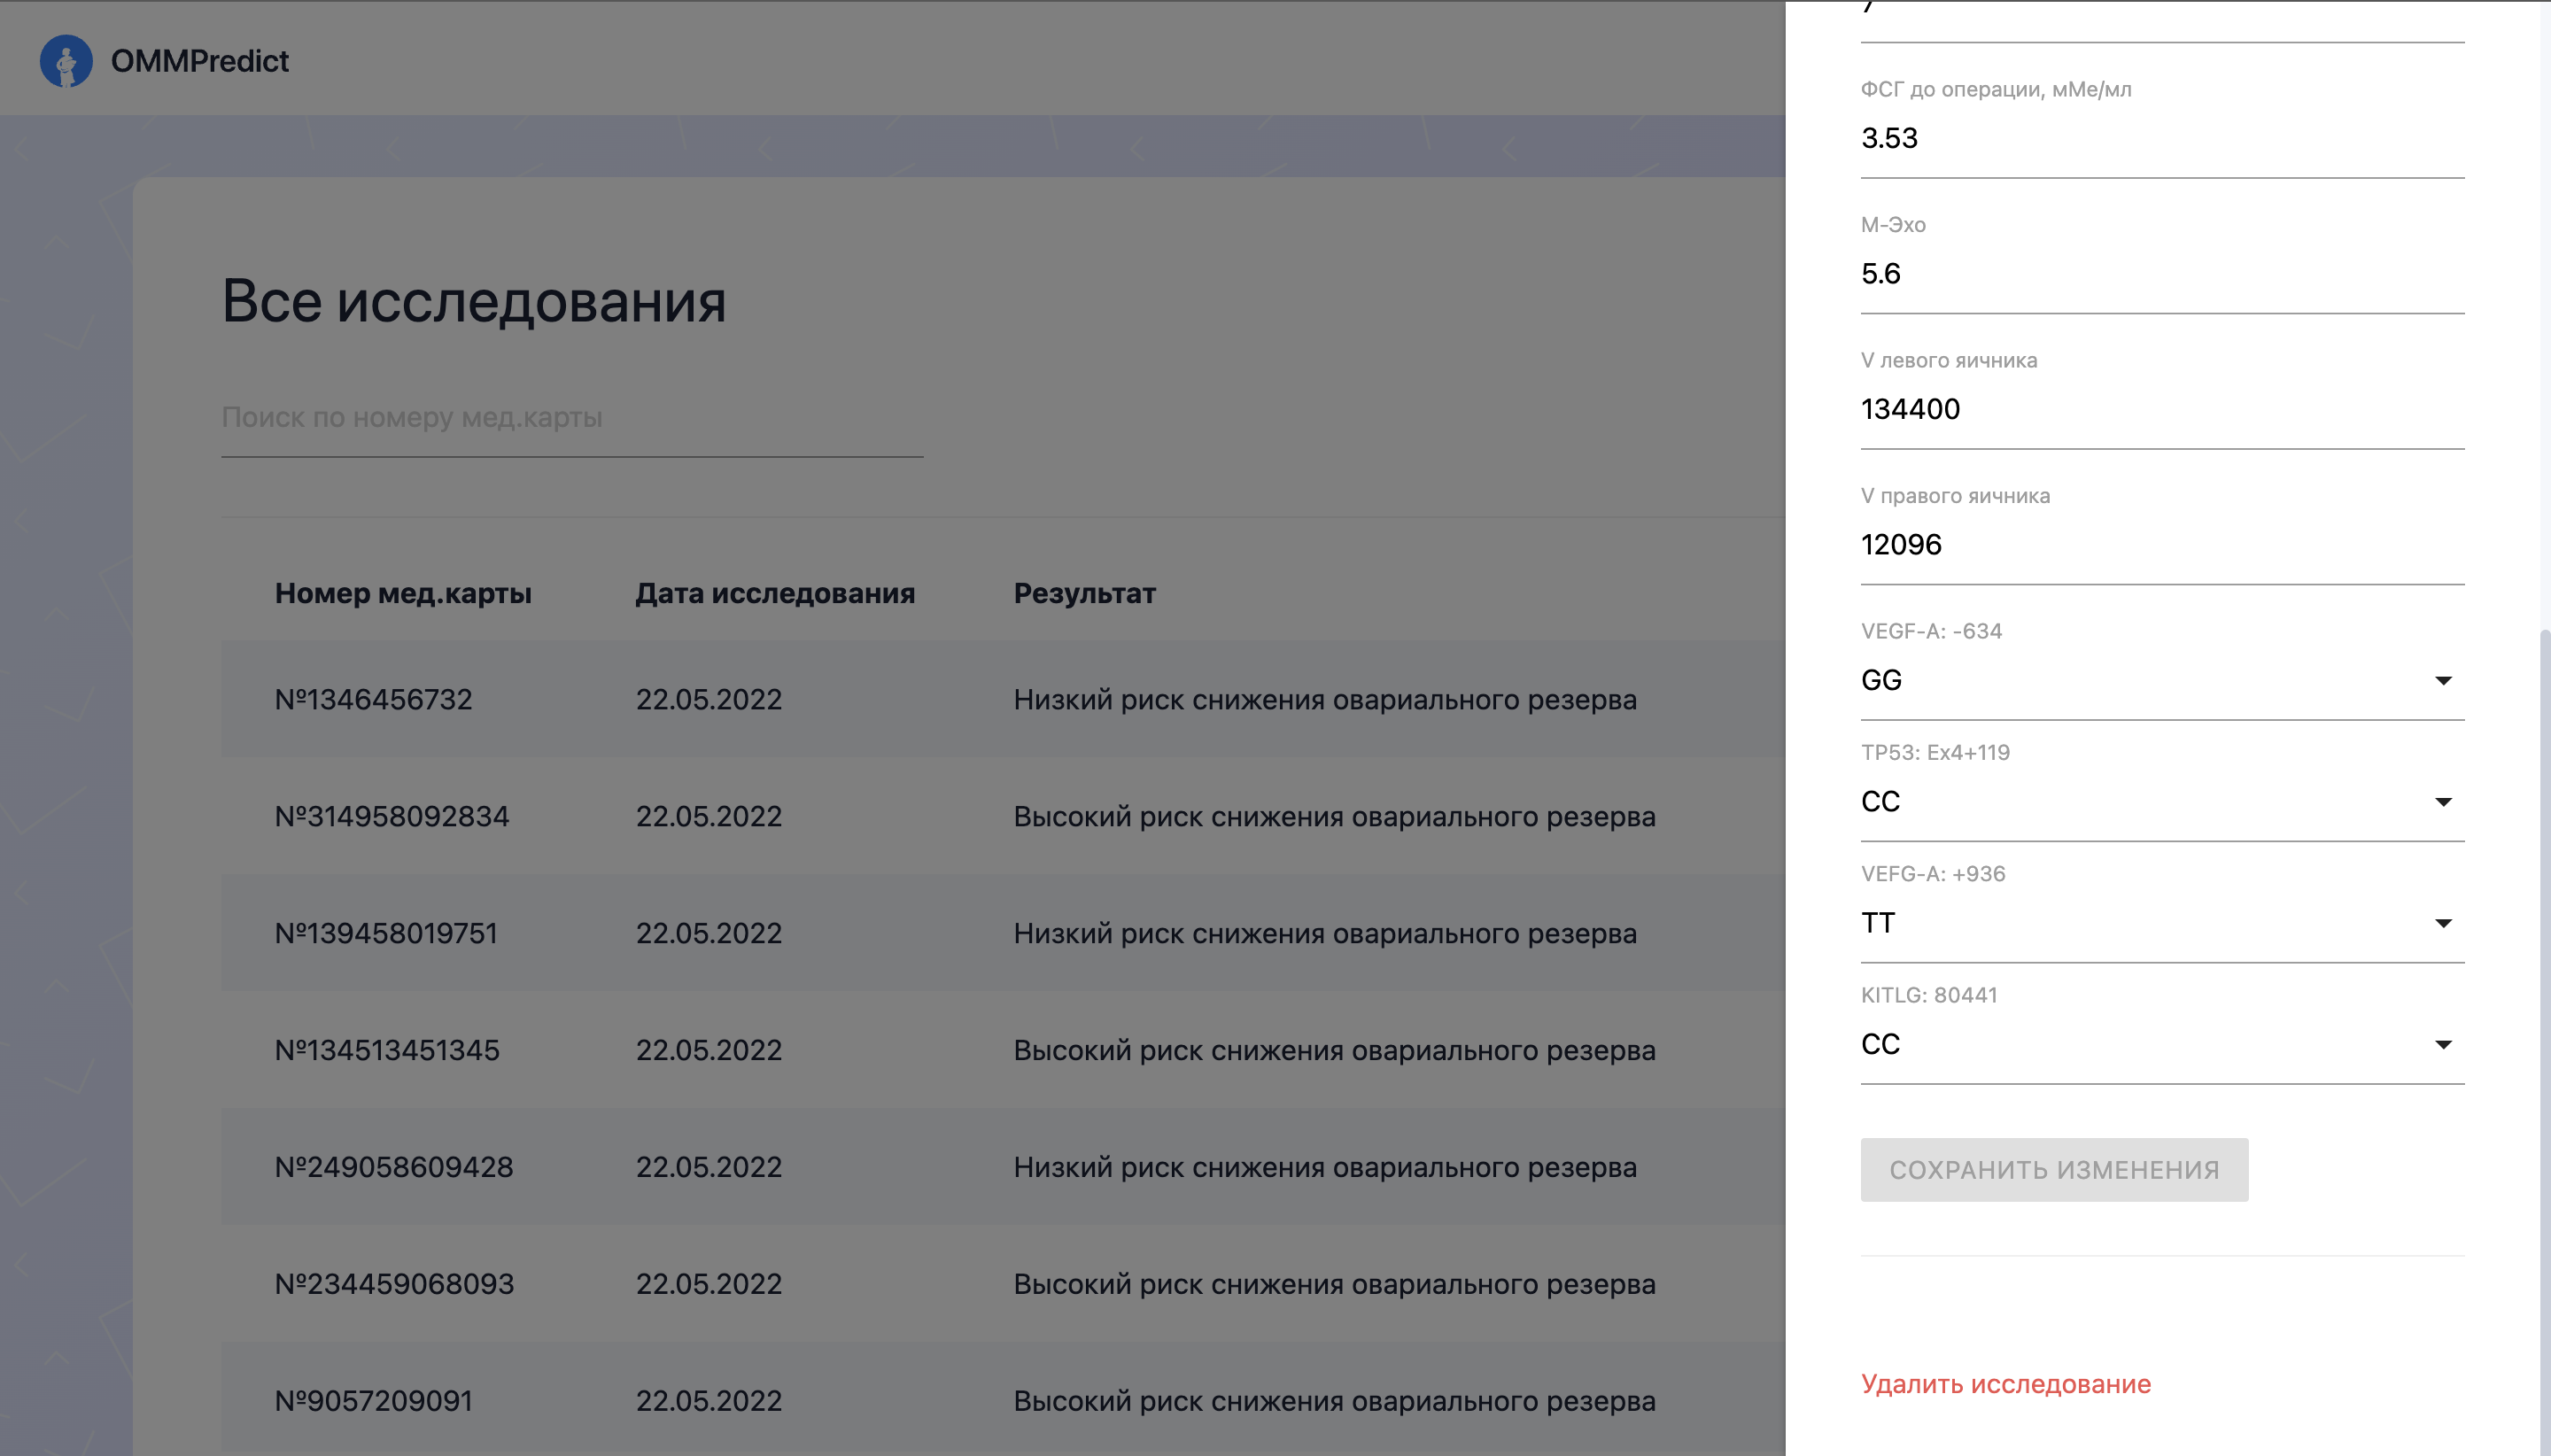 OMMPredict
Все исследования
Поиск по номеру мед.карты
Номер мед.карты Дата исследования Результат
№1346456732 22.05.2022 Низкий риск снижения овариального резерва
№314958092834 22.05.2022 Высокий риск снижения овариального резерва
№139458019751 22.05.2022 Низкий риск снижения овариального резерва
№134513451345 22.05.2022 Высокий риск снижения овариального резерва
№249058609428 22.05.2022 Низкий риск снижения овариального резерва
№234459068093 22.05.2022 Высокий риск снижения овариального резерва
№9057209091 22.05.2022 Высокий риск снижения овариального резерва
ФСГ до операции, мМе/мл
3.53
М-Эхо
5.6
V левого яичника
134400
V правого яичника
12096
VEGF-A: -634
GG
TP53: Ex4+119
CC
VEFG-A: +936
TT
KITLG: 80441
CC
СОХРАНИТЬ ИЗМЕНЕНИЯ
Удалить исследование